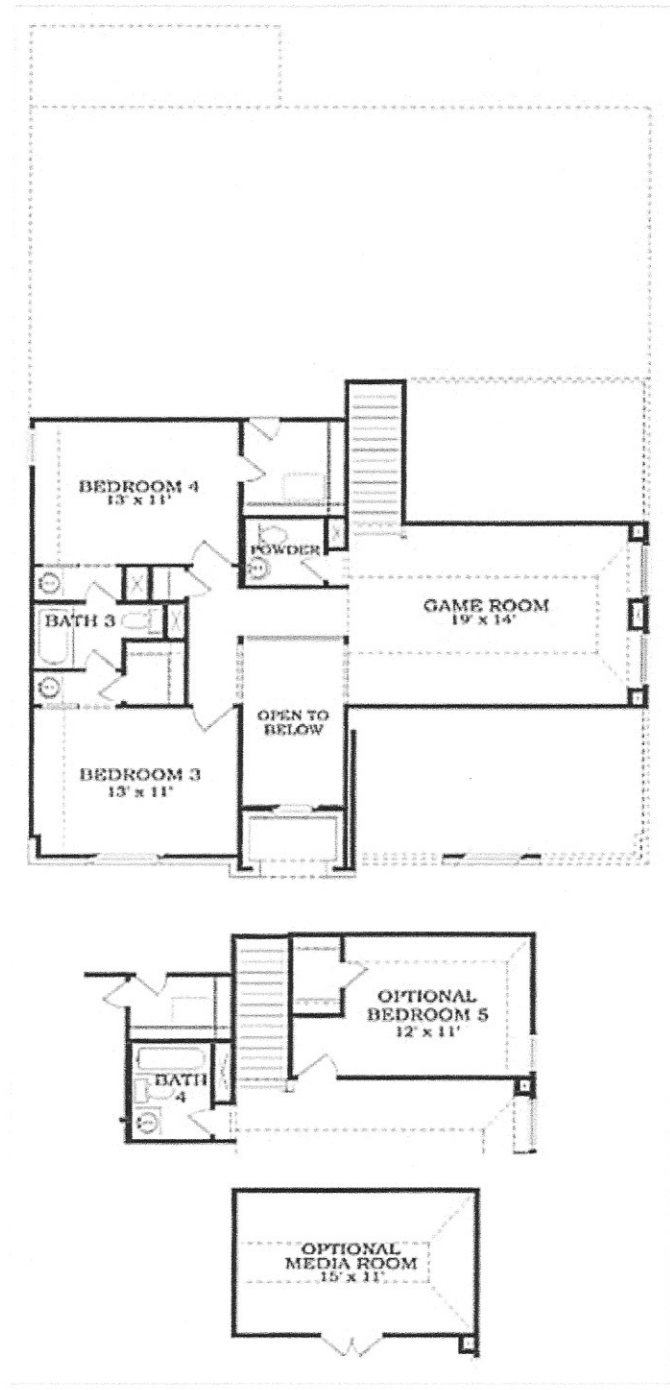 BEDROOM 4
13' x 11'
POWDER
BATH 3
GAME ROOM
19' x 14'
OPEN TO
BELOW
BEDROOM 3
13' x 11'
OPTIONAL
BEDROOM 5
12' x 11'
BATH
4
OPTIONAL
MEDIA ROOM
15' x 11'